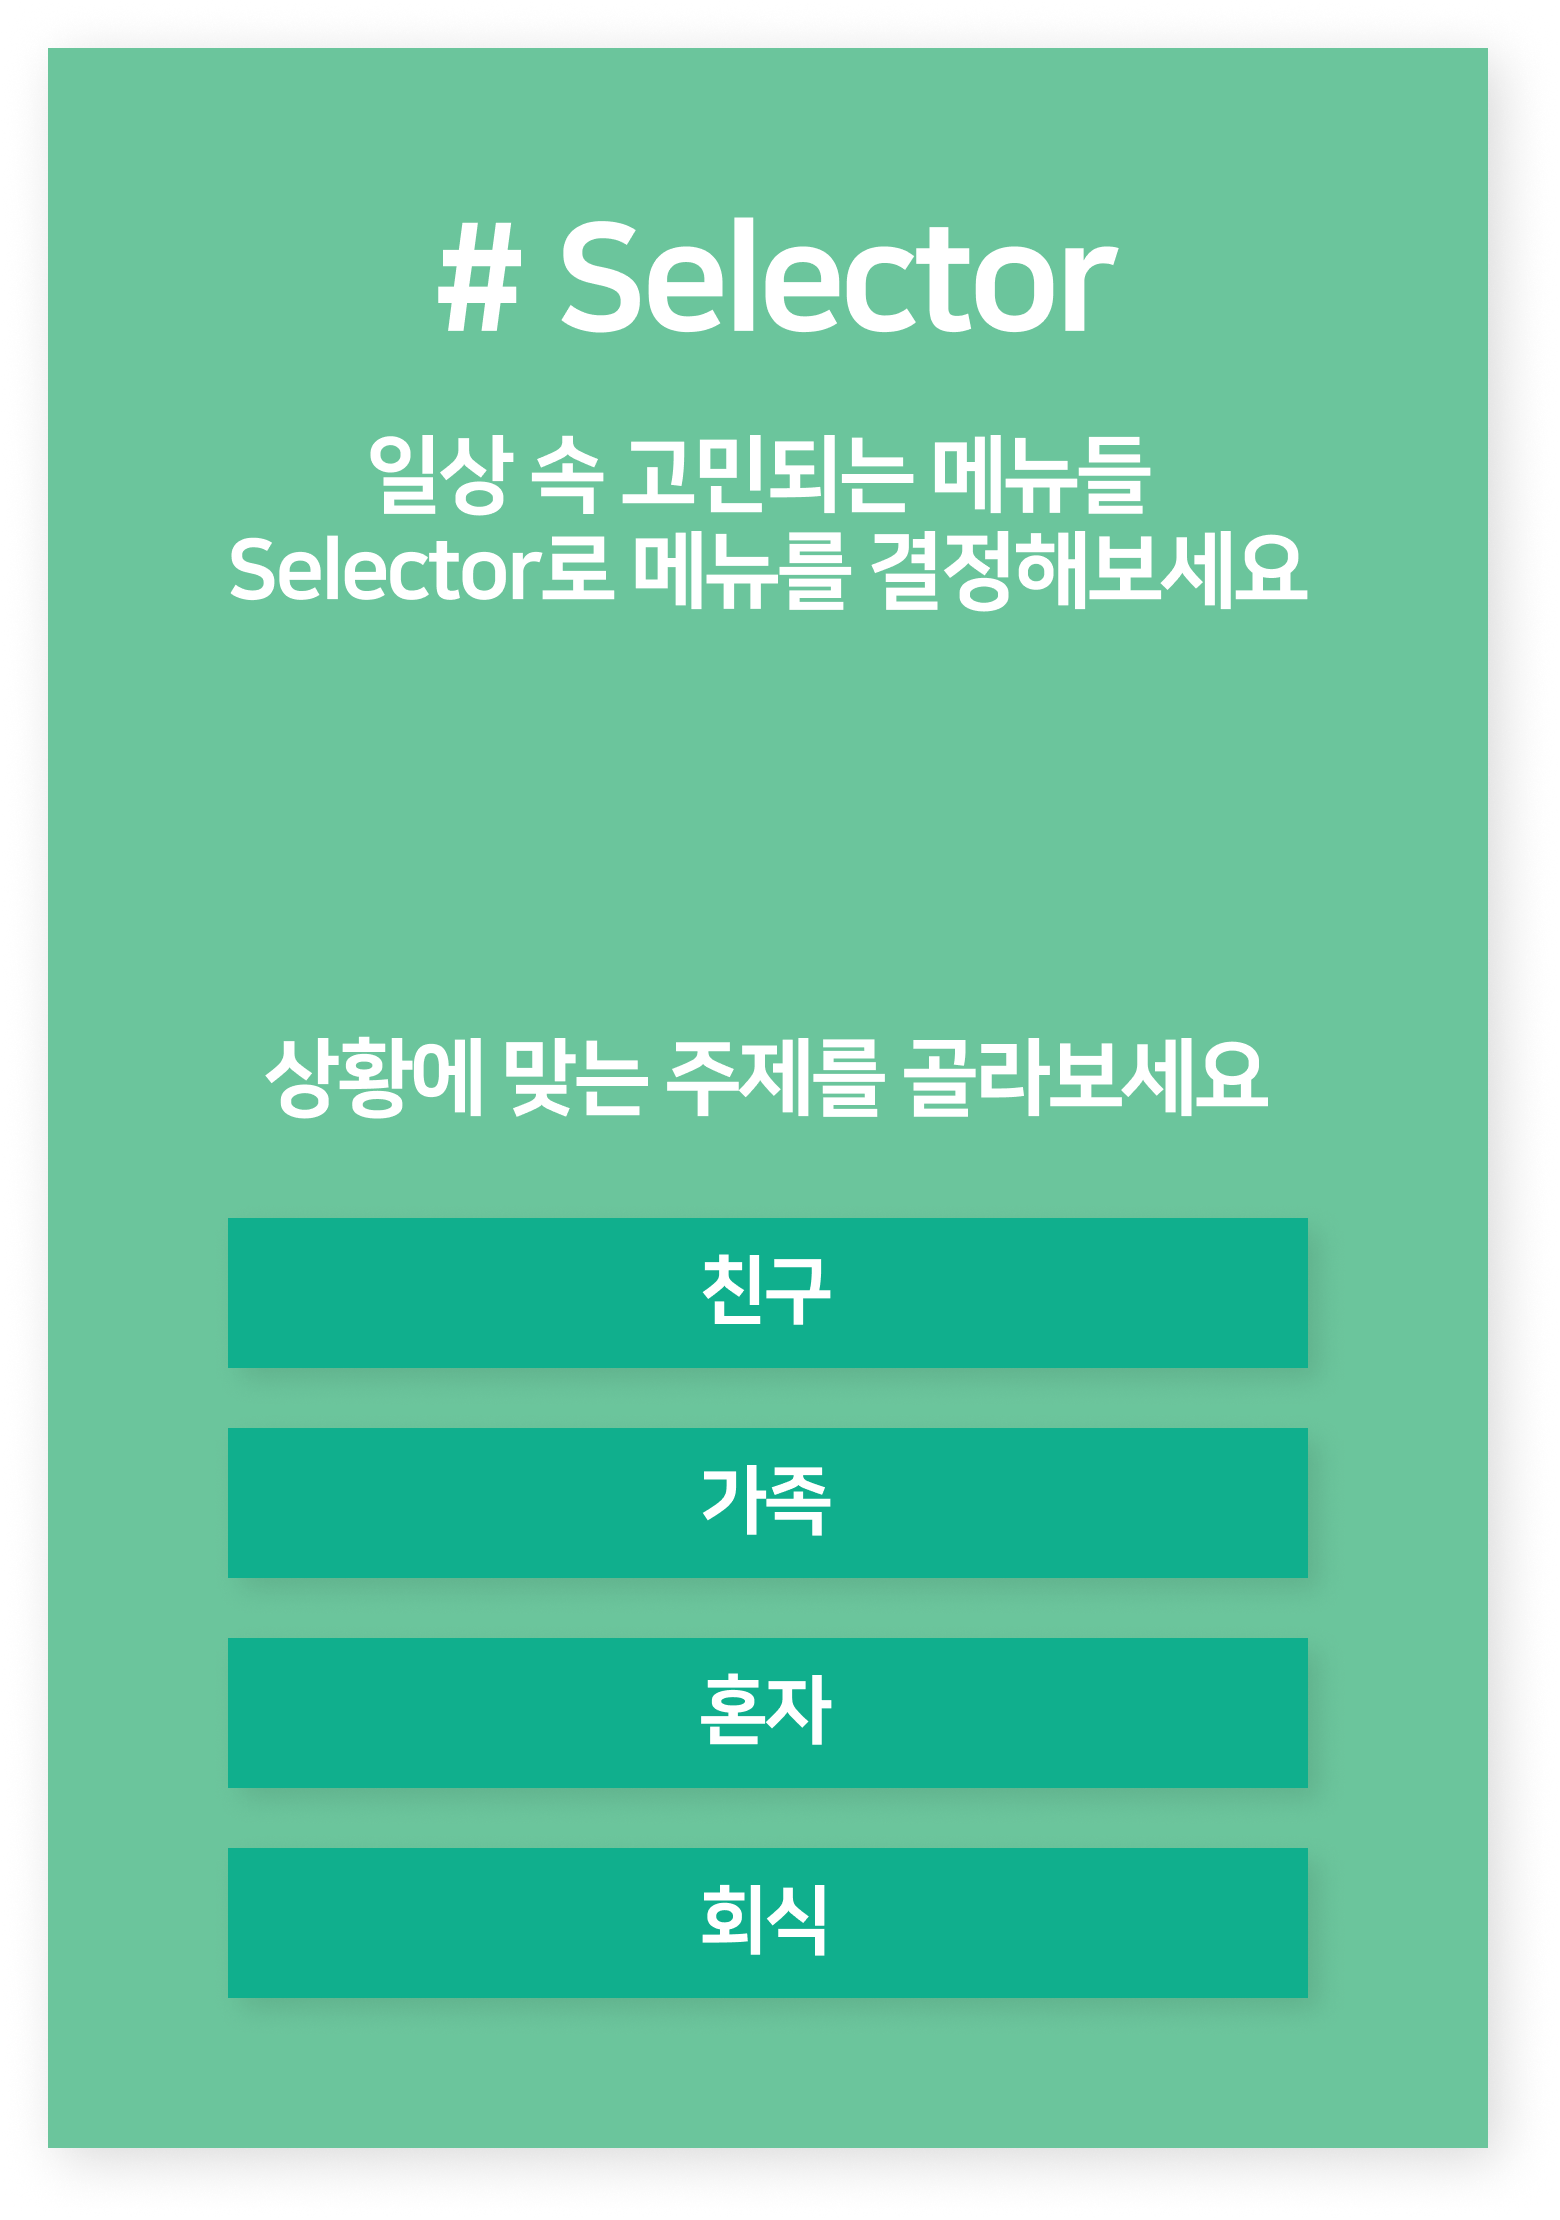 # Selector
일상 속 고민되는 메뉴들
Selector로 메뉴를 결정해보세요
상황에 맞는 주제를 골라보세요
친구
가족
혼자
회식